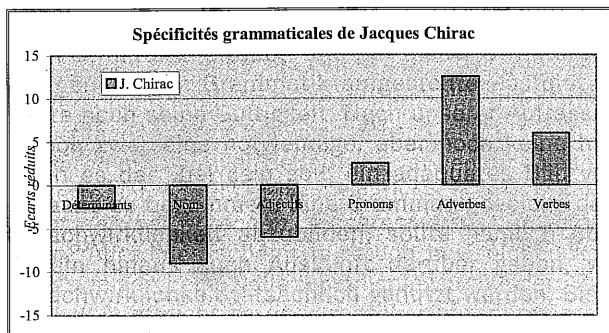 Spécificités grammaticales de Jacques Chirac
J. Chirac
15
10
5
0
-5
-10
-15
Ecarts réduits
Déterminants Noms Adjectifs Pronoms Adverbes Verbes